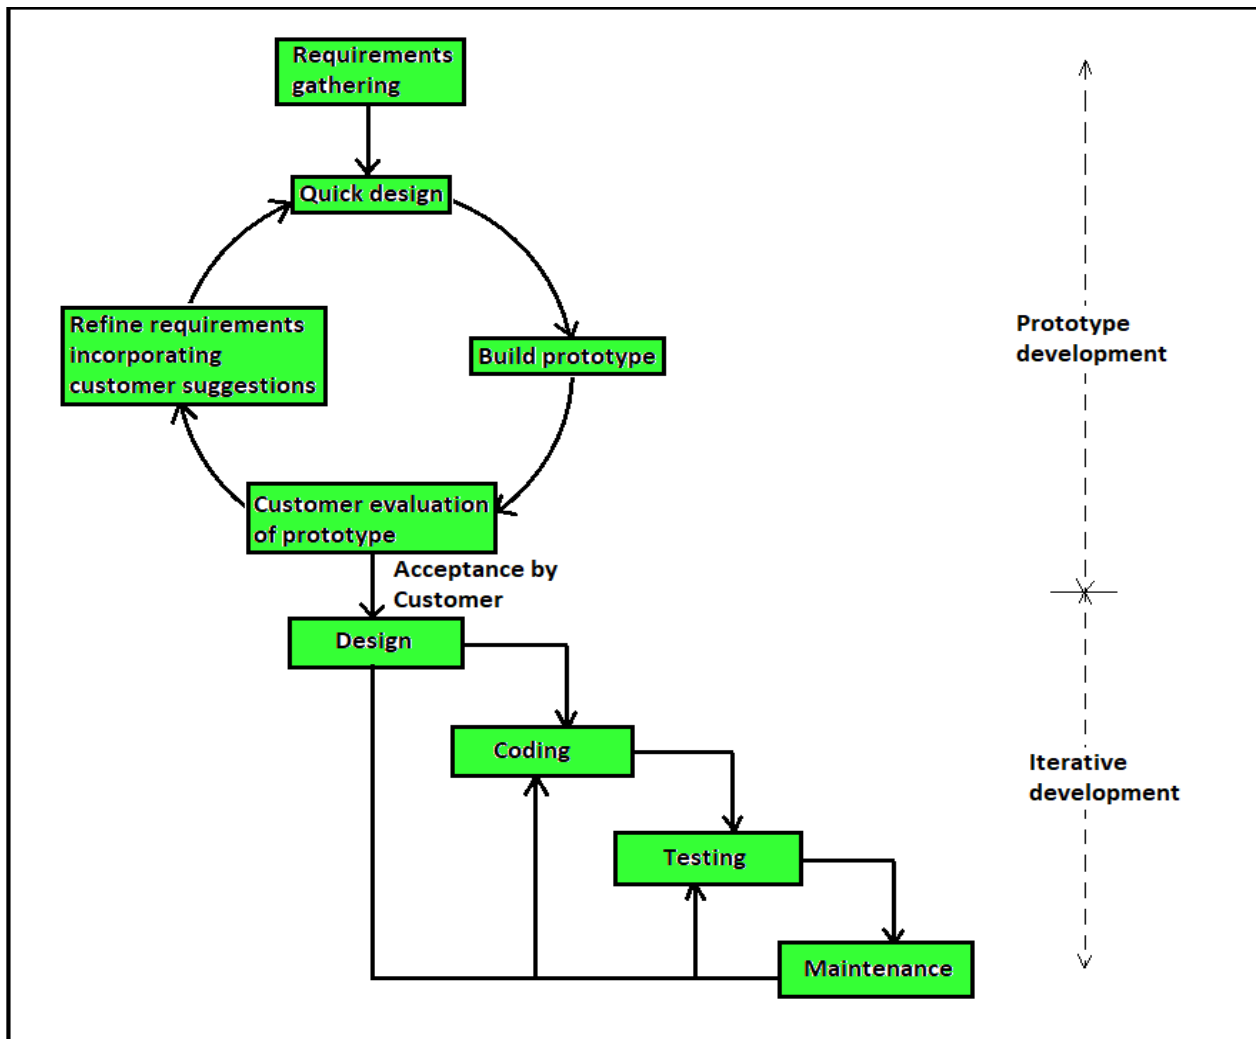 Requirements
gathering
Quick design
Refine requirements
incorporating
customer suggestions
Build prototype
Prototype
development
Customer evaluation
of prototype
Acceptance by
Customer
Design
Coding
Iterative
development
Testing
Maintenance